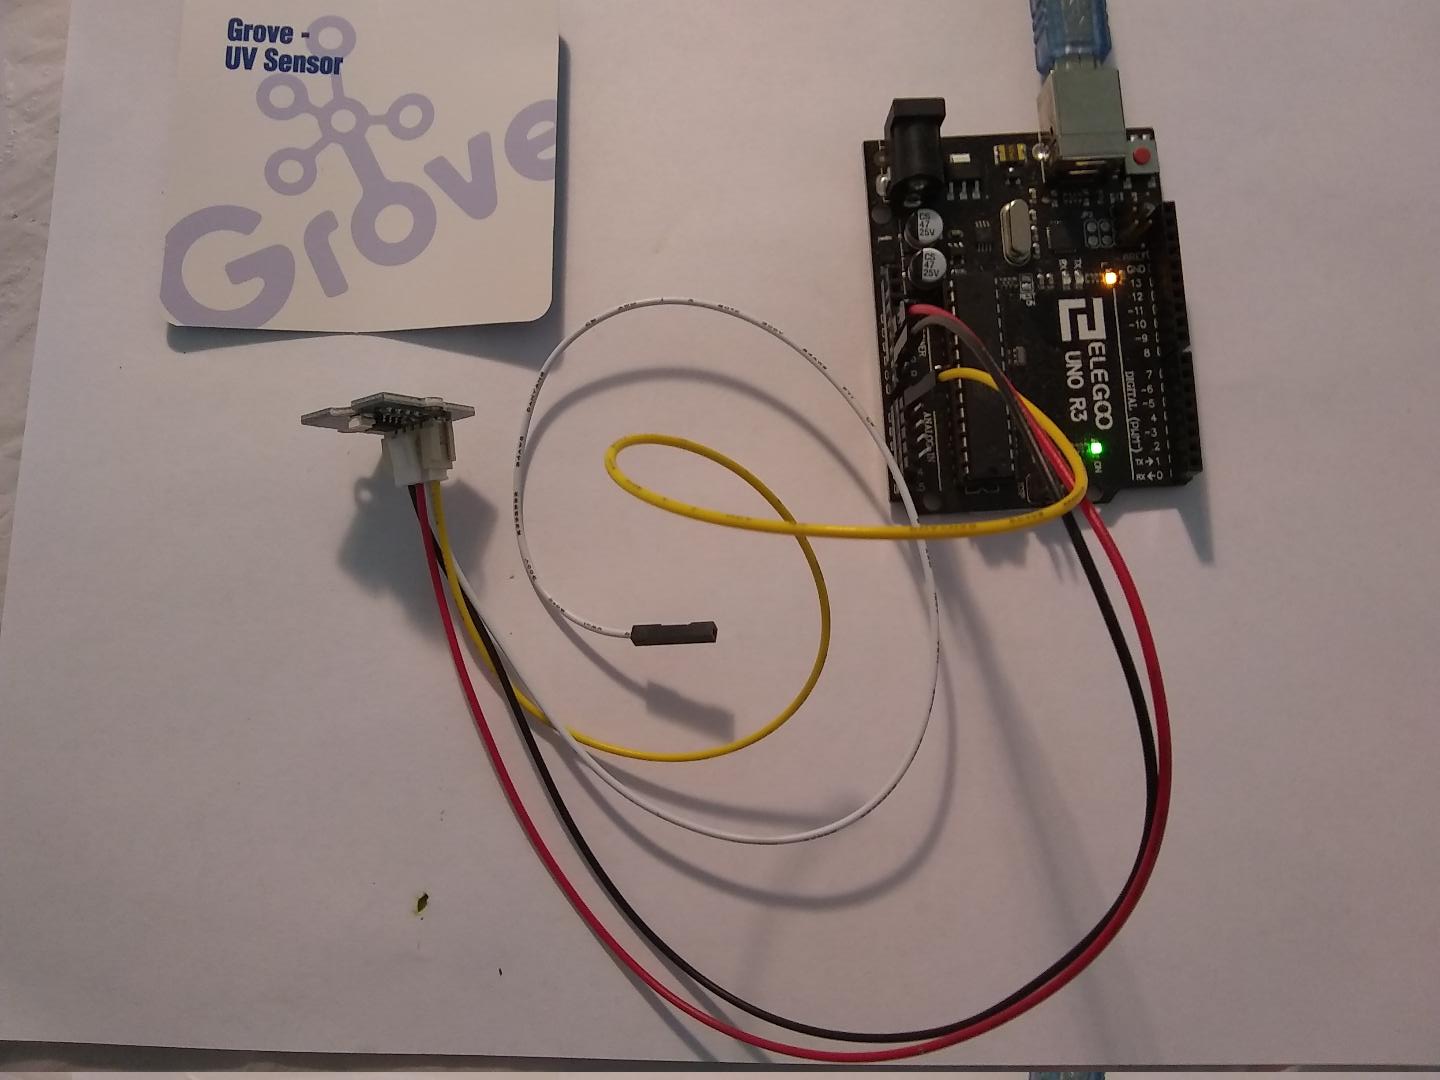 Grove -
UV Sensor
Grove
CS
47
25V
CS
47
25V
ELEGOO
UNO R3
ANALOG IN
DIGITAL (PWM~)
AREF
GND
13
12
~11
~10
~9
8
7
~6
~5
4
~3
2
TX→1
RX←0
TX
RX
ON